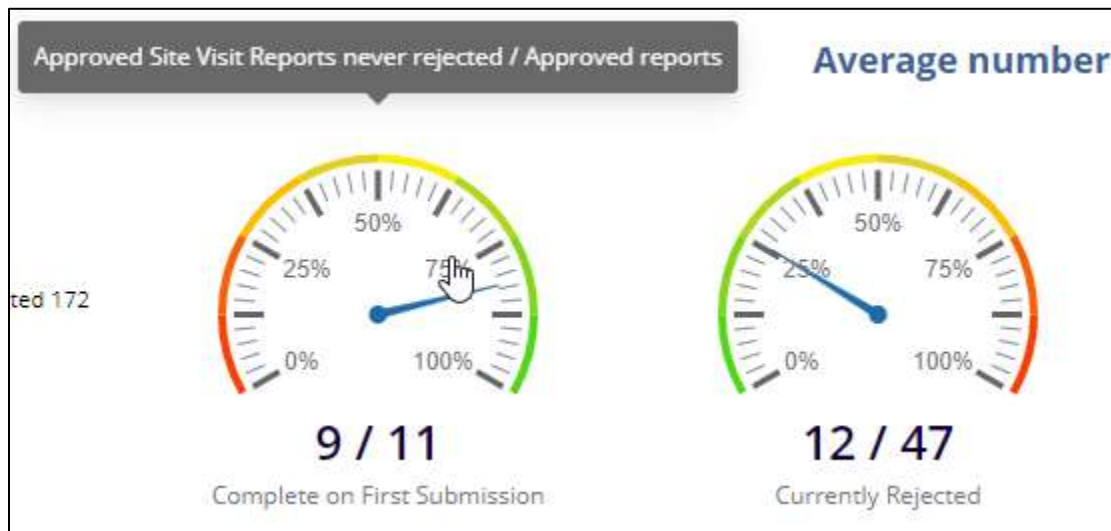 Approved Site Visit Reports never rejected / Approved reports
Average number
ted 172
0%
25%
50%
75%
100%
9 / 11
Complete on First Submission
0%
25%
50%
75%
100%
12 / 47
Currently Rejected